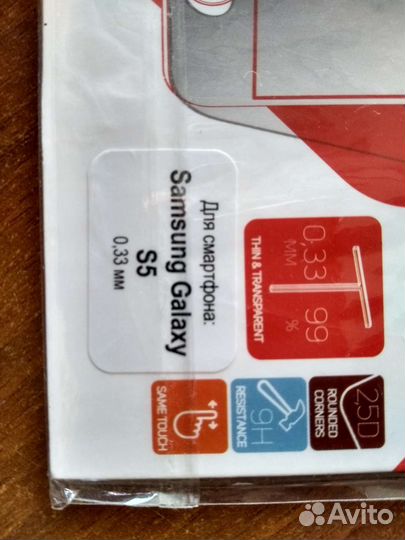 Для смартфона:
Samsung Galaxy
S5
0,33 мм
0,33
MM
99
%
THIN & TRANSPARENT
2.5D
ROUNDED
CORNERS
9H
RESISTANCE
SAME TOUCH
Avito